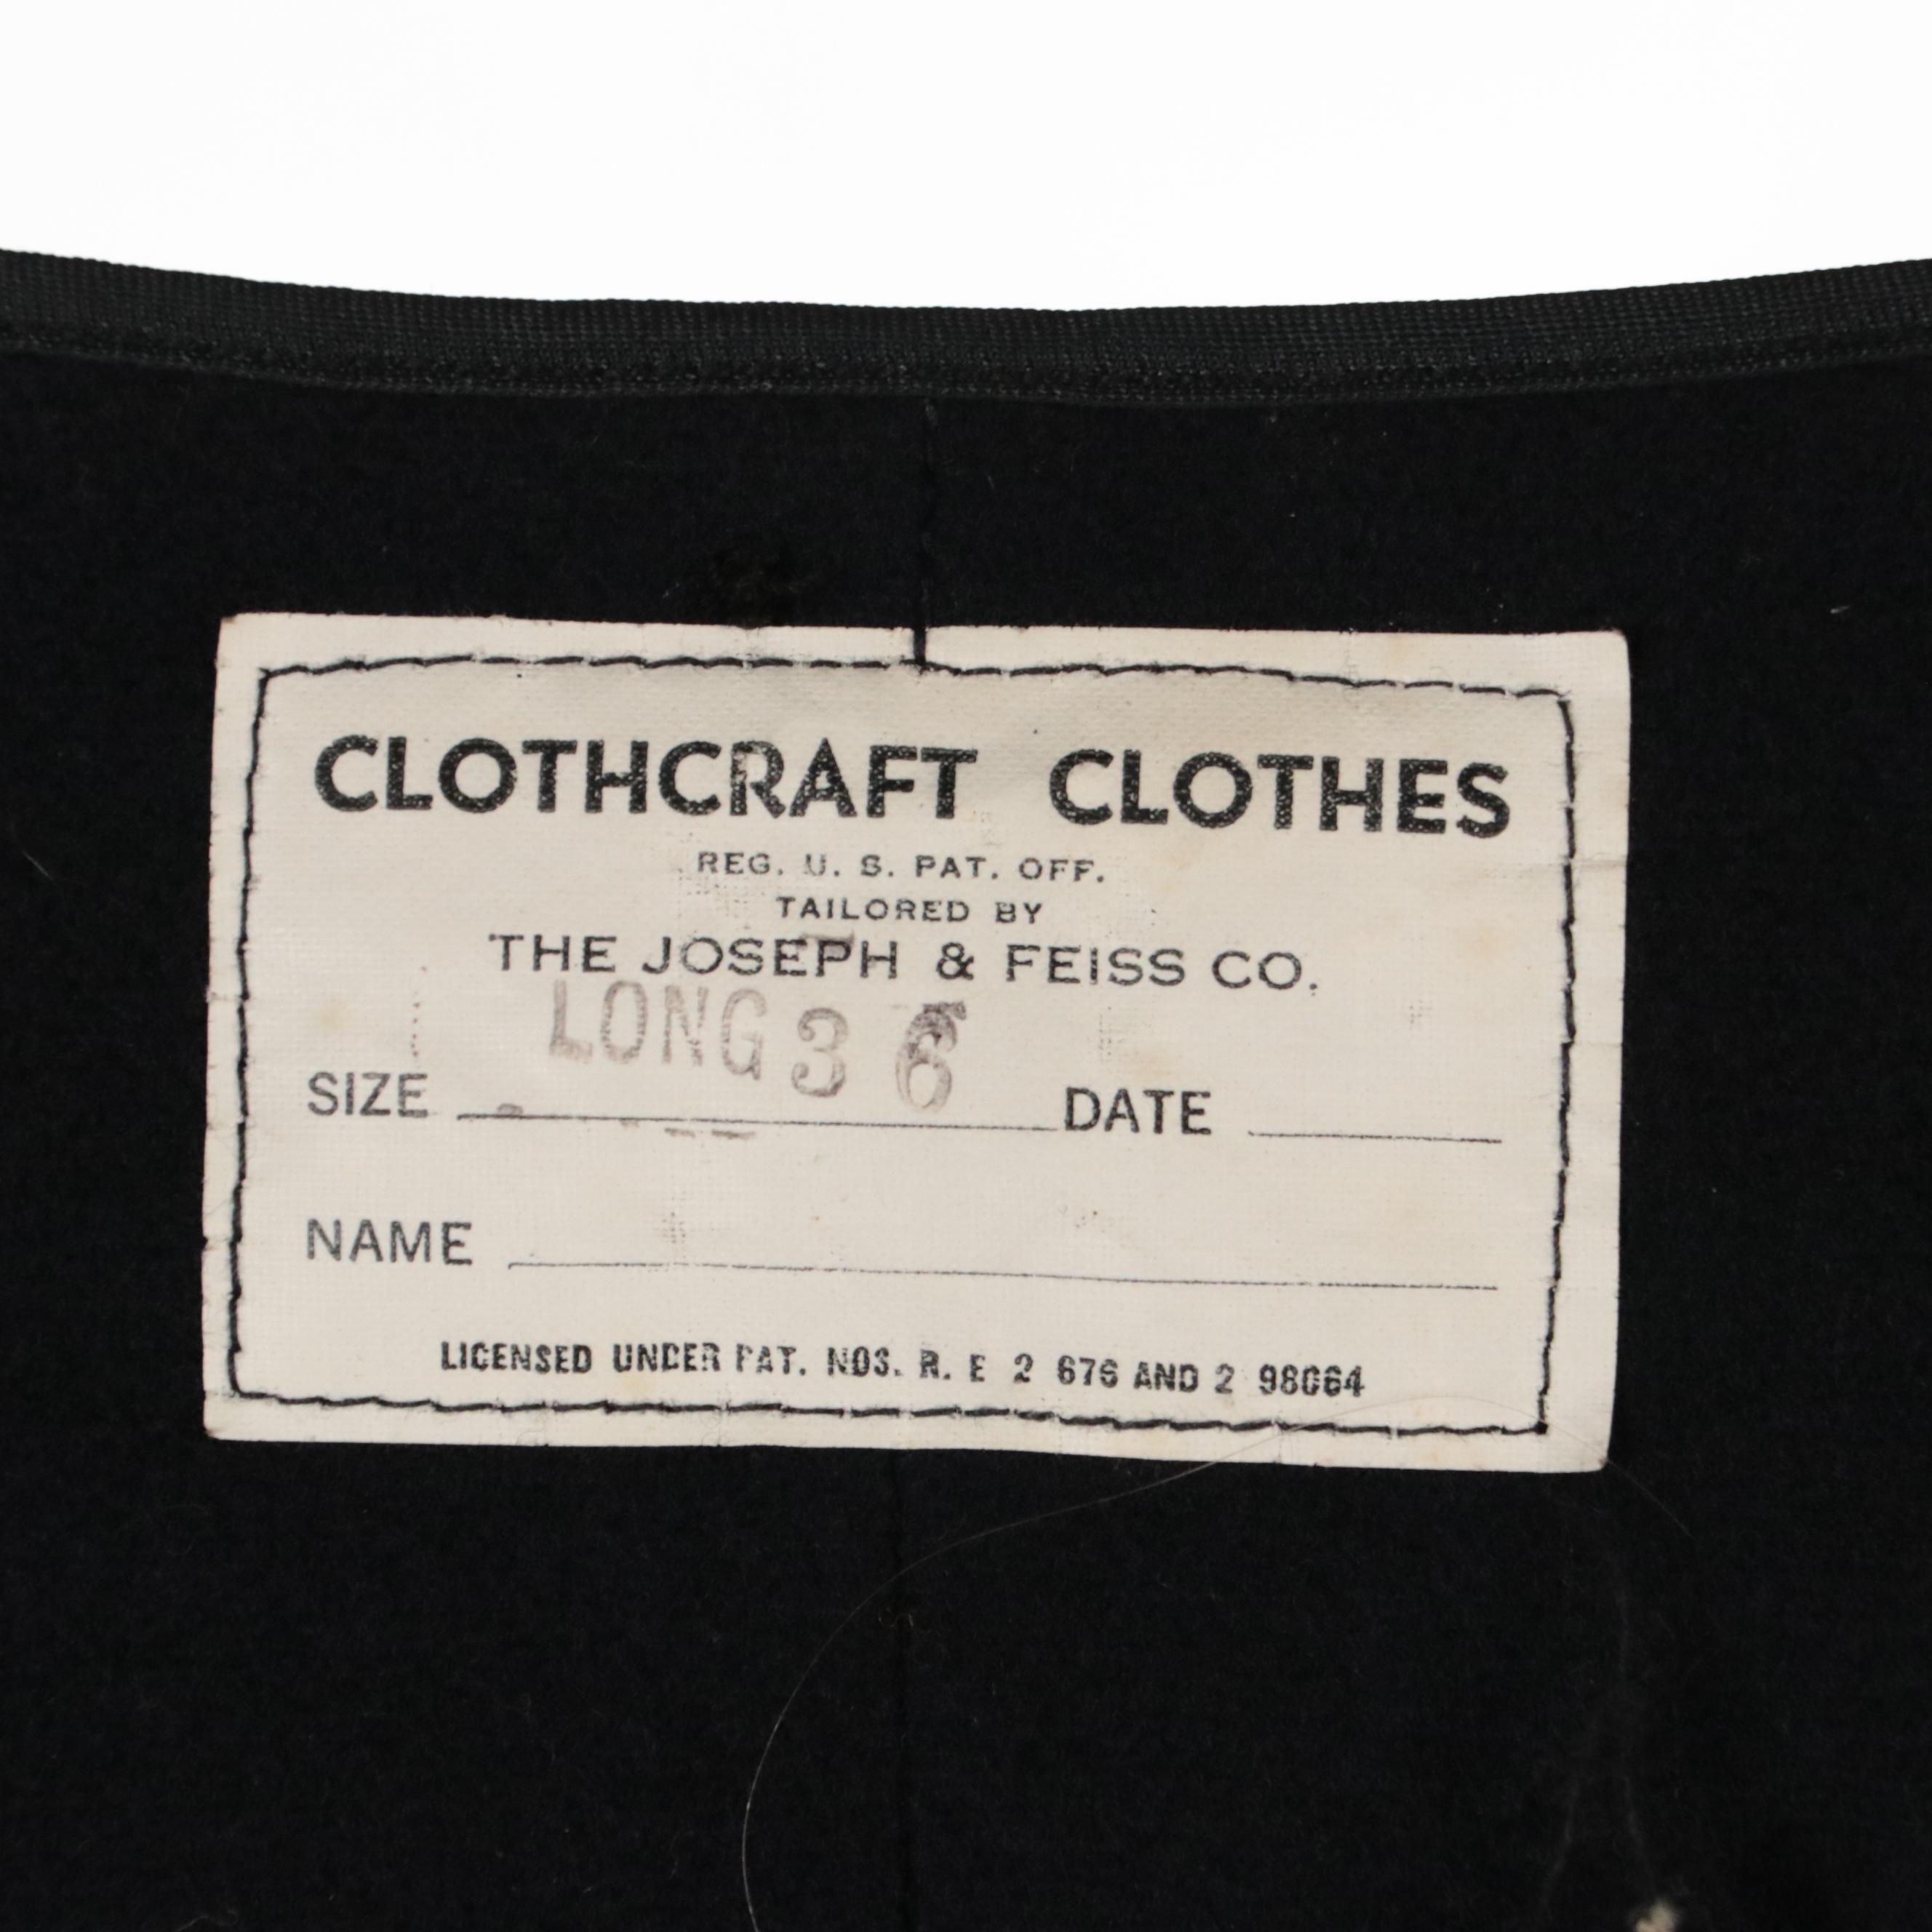 CLOTHCRAFT CLOTHES
REG. U. S. PAT. OFF.
TAILORED BY
THE JOSEPH & FEISS CO.
LONG 36
SIZE DATE
NAME
LICENSED UNDER PAT. NOS. R. E 2 676 AND 2 98064